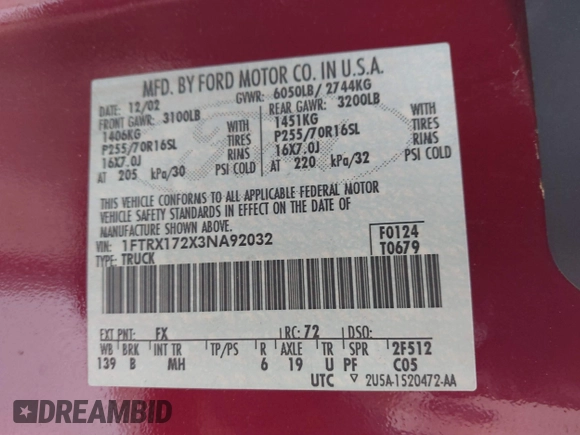 MFD. BY FORD MOTOR CO. IN U.S.A.
DATE: 12/02 GVWR: 6050LB/ 2744KG
FRONT GAWR: 3100LB REAR GAWR: 3200LB
1406KG WITH 1451KG WITH
P255/70R16SL TIRES P255/70R16SL TIRES
16X7.0J RIMS 16X7.0J RIMS
AT 205 kPa/30 PSI COLD AT 220 kPa/32 PSI COLD
THIS VEHICLE CONFORMS TO ALL APPLICABLE FEDERAL MOTOR
VEHICLE SAFETY STANDARDS IN EFFECT ON THE DATE OF
MANUFACTURE SHOWN ABOVE.
VIN: 1FTRX172X3NA92032 F0124
TYPE: TRUCK T0679
EXT PNT: FX RC: 72 DSO:
WB BRK INT TR TP/PS R AXLE TR SPR 2F512
139 B MH 6 19 U PF C05
UTC ▽ 2U5A-1520472-AA
DREAMBID